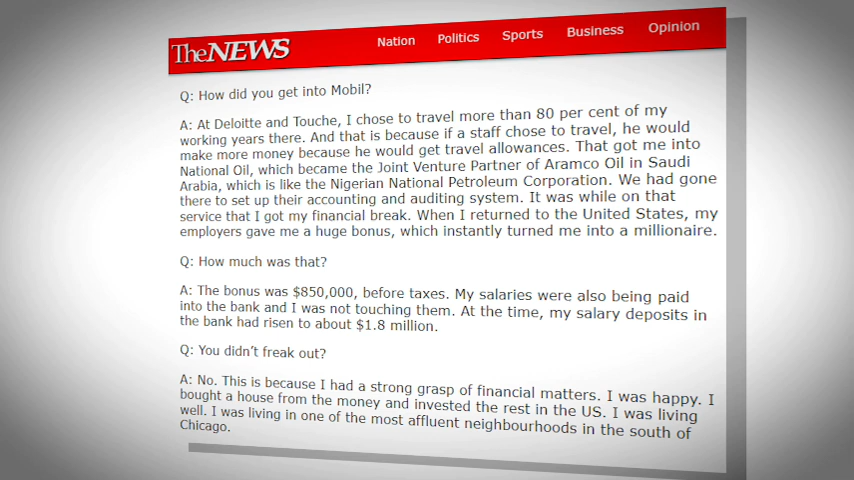 TheNEWS
Nation Politics Sports Business Opinion
Q: How did you get into Mobil?
A: At Deloitte and Touche, I chose to travel more than 80 per cent of my
working years there. And that is because if a staff chose to travel, he would
make more money because he would get travel allowances. That got me into
National Oil, which became the Joint Venture Partner of Aramco Oil in Saudi
Arabia, which is like the Nigerian National Petroleum Corporation. We had gone
there to set up their accounting and auditing system. It was while on that
service that I got my financial break. When I returned to the United States, my
employers gave me a huge bonus, which instantly turned me into a millionaire.
Q: How much was that?
A: The bonus was $850,000, before taxes. My salaries were also being paid
into the bank and I was not touching them. At the time, my salary deposits in
the bank had risen to about $1.8 million.
Q: You didn't freak out?
A: No. This is because I had a strong grasp of financial matters. I was happy. I
bought a house from the money and invested the rest in the US. I was living
well. I was living in one of the most affluent neighbourhoods in the south of
Chicago.